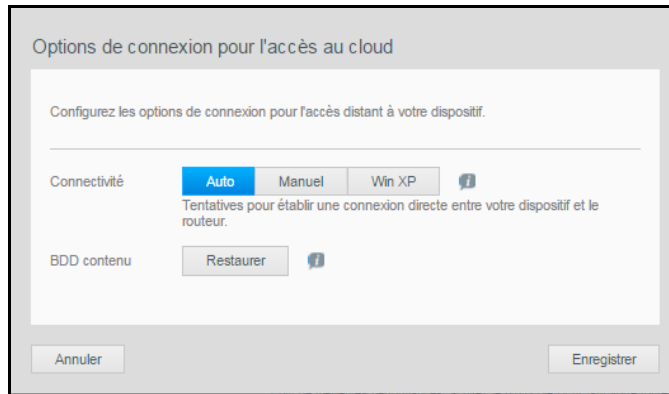 Options de connexion pour l'accès au cloud
Configurez les options de connexion pour l'accès distant à votre dispositif.
Connectivité Auto Manuel Win XP
Tentatives pour établir une connexion directe entre votre dispositif et le
routeur.
BDD contenu Restaurer
Annuler Enregistrer